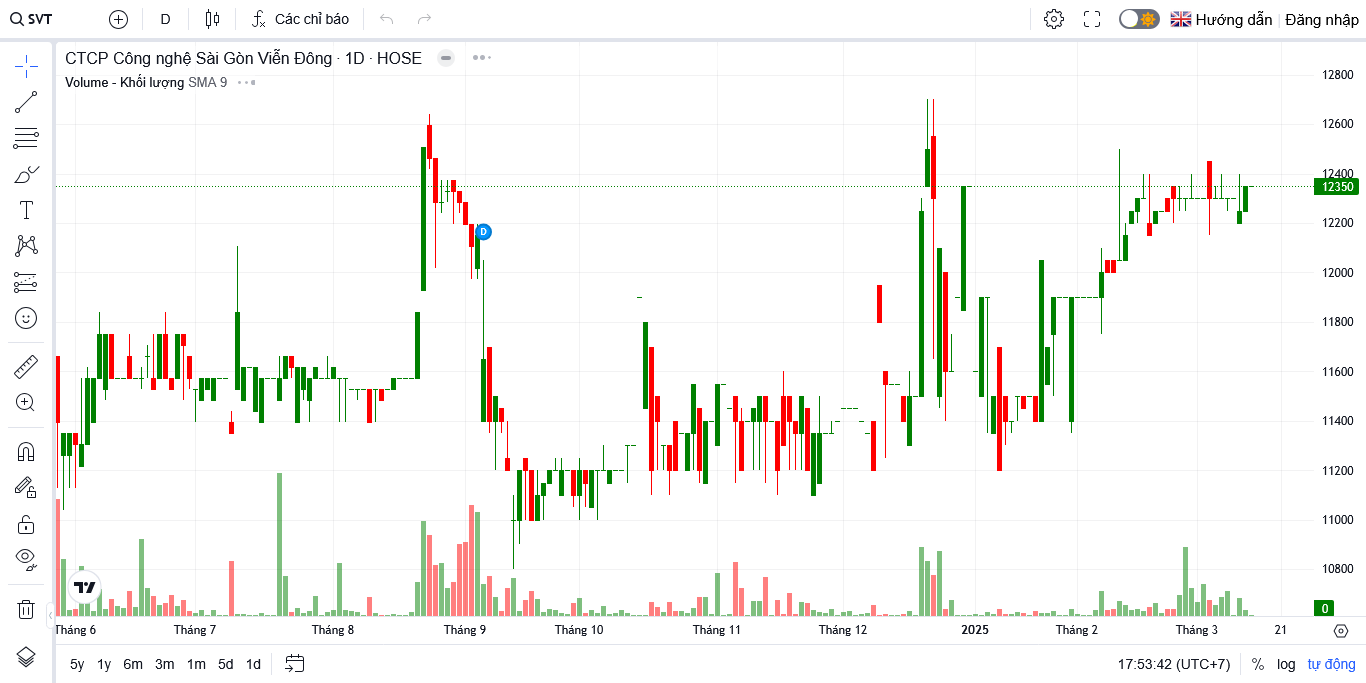 SVT D Các chỉ báo Hướng dẫn Đăng nhập
CTCP Công nghệ Sài Gòn Viễn Đông · 1D · HOSE
Volume - Khối lượng SMA 9
12800
12600
12400
12350
12200
12000
11800
11600
11400
11200
11000
10800
0
D
Tháng 6 Tháng 7 Tháng 8 Tháng 9 Tháng 10 Tháng 11 Tháng 12 2025 Tháng 2 Tháng 3 21
5y 1y 6m 3m 1m 5d 1d 17:53:42 (UTC+7) % log tự động